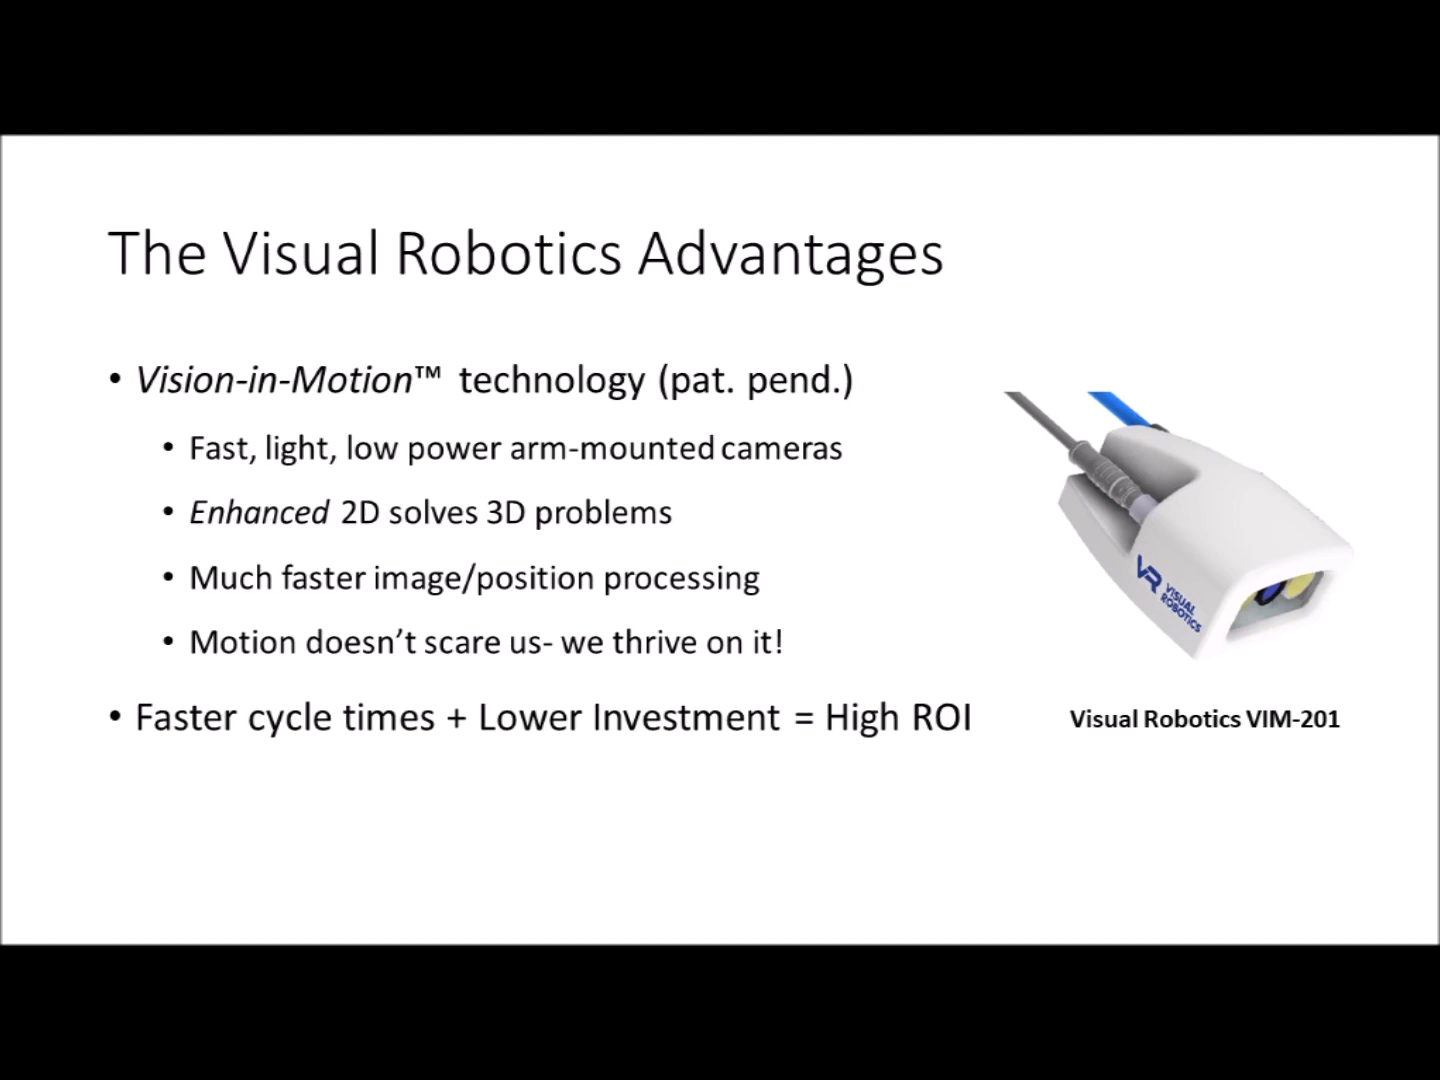 The Visual Robotics Advantages
• Vision-in-Motion™ technology (pat. pend.)
• Fast, light, low power arm-mounted cameras
• Enhanced 2D solves 3D problems
• Much faster image/position processing
• Motion doesn’t scare us- we thrive on it!
• Faster cycle times + Lower Investment = High ROI
VR VISUAL
ROBOTICS
Visual Robotics VIM-201